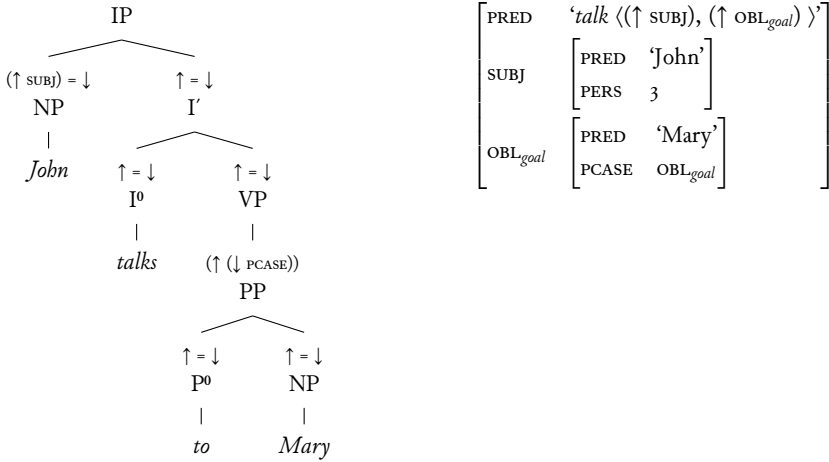 IP
(↑ SUBJ) = ↓ ↑ = ↓
NP I′
John ↑ = ↓ ↑ = ↓
I⁰ VP
talks (↑ (↓ PCASE))
PP
↑ = ↓ ↑ = ↓
P⁰ NP
to Mary
PRED ‘talk ⟨(↑ SUBJ), (↑ OBLgoal) ⟩’
SUBJ PRED ‘John’
PERS 3
OBLgoal PRED ‘Mary’
PCASE OBLgoal